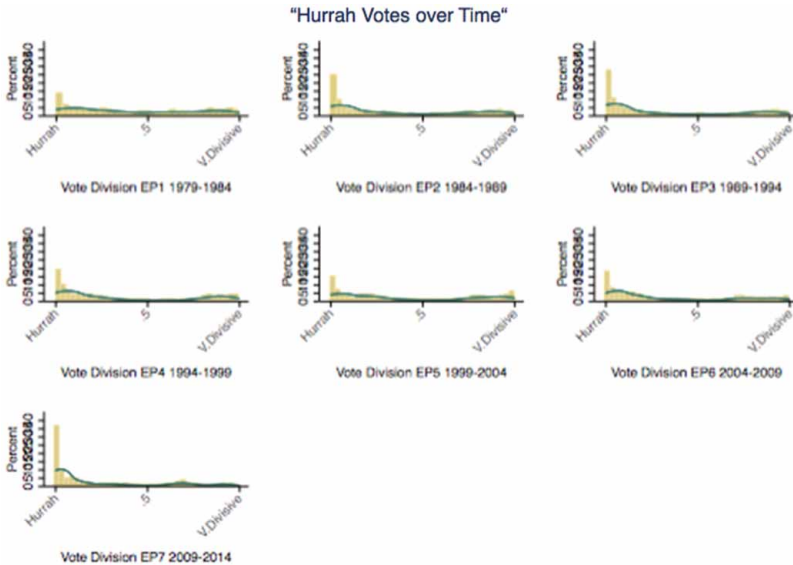 “Hurrah Votes over Time“
Percent
Hurrah .5 V.Divisive
Vote Division EP1 1979-1984
Percent
Hurrah .5 V.Divisive
Vote Division EP2 1984-1989
Percent
Hurrah .5 V.Divisive
Vote Division EP3 1989-1994
Percent
Hurrah .5 V.Divisive
Vote Division EP4 1994-1999
Percent
Hurrah .5 V.Divisive
Vote Division EP5 1999-2004
Percent
Hurrah .5 V.Divisive
Vote Division EP6 2004-2009
Percent
Hurrah .5 V.Divisive
Vote Division EP7 2009-2014